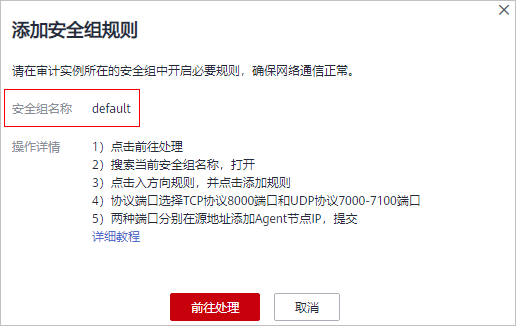 添加安全组规则
请在审计实例所在的安全组中开启必要规则，确保网络通信正常。
安全组名称 default
操作详情 1）点击前往处理
2）搜索当前安全组名称，打开
3）点击入方向规则，并点击添加规则
4）协议端口选择TCP协议8000端口和UDP协议7000-7100端口
5）两种端口分别在源地址添加Agent节点IP，提交
详细教程
前往处理 取消